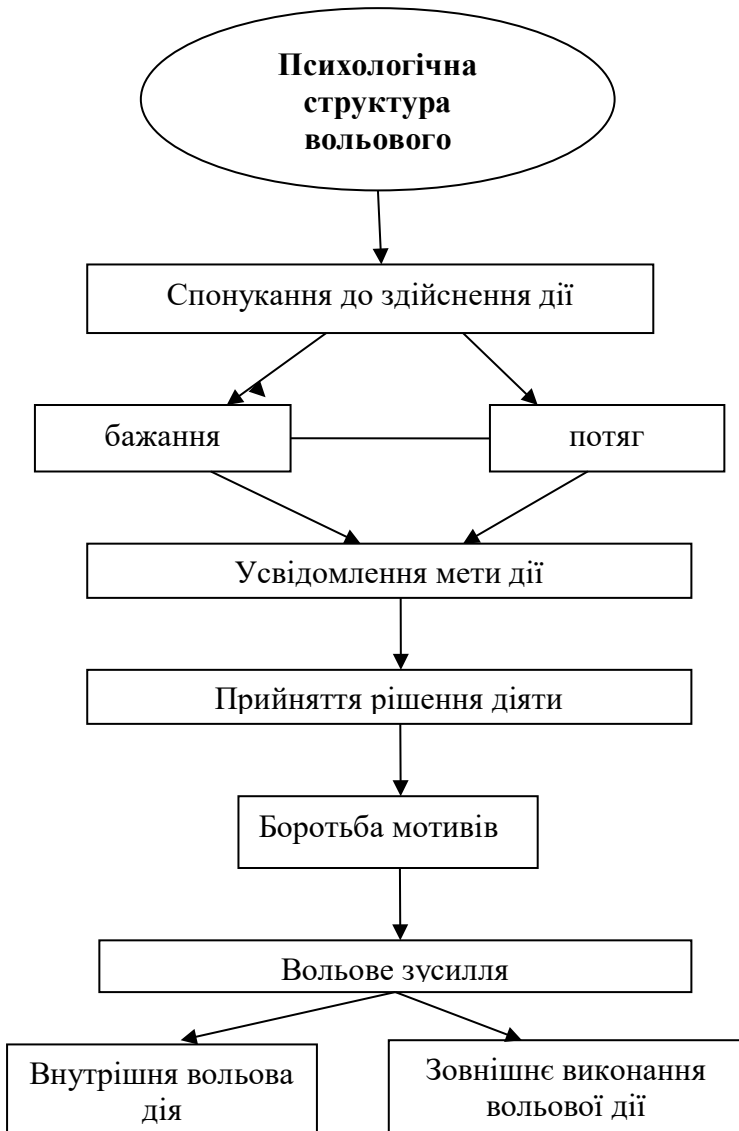 Психологічна
структура
вольового
Спонукання до здійснення дії
бажання
потяг
Усвідомлення мети дії
Прийняття рішення діяти
Боротьба мотивів
Вольове зусилля
Внутрішня вольова
дія
Зовнішнє виконання
вольової дії